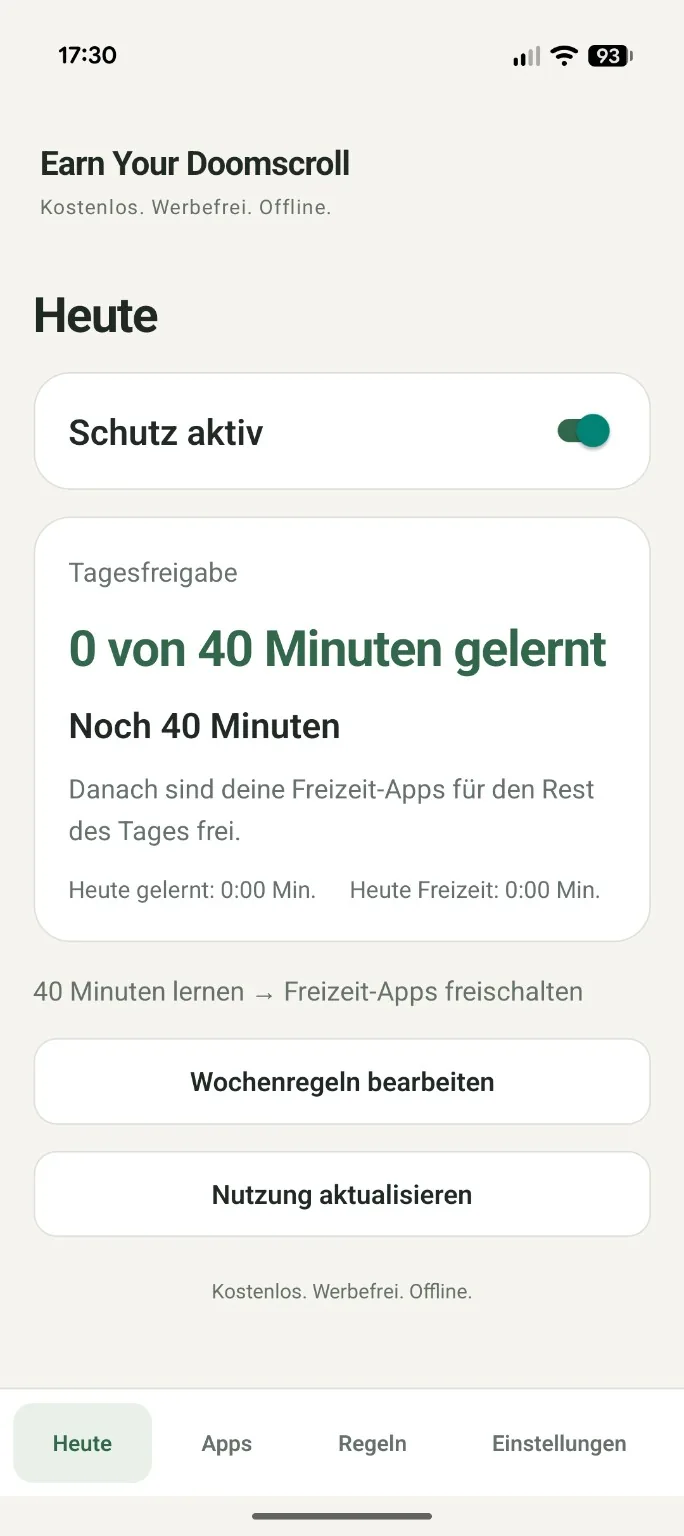 17:30
93
Earn Your Doomscroll
Kostenlos. Werbefrei. Offline.
Heute
Schutz aktiv
Tagesfreigabe
0 von 40 Minuten gelernt
Noch 40 Minuten
Danach sind deine Freizeit-Apps für den Rest
des Tages frei.
Heute gelernt: 0:00 Min. Heute Freizeit: 0:00 Min.
40 Minuten lernen → Freizeit-Apps freischalten
Wochenregeln bearbeiten
Nutzung aktualisieren
Kostenlos. Werbefrei. Offline.
Heute Apps Regeln Einstellungen